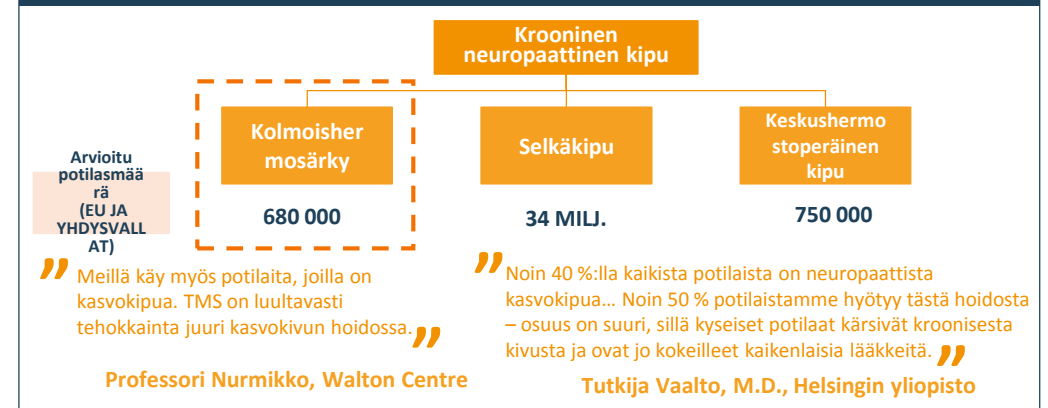 Krooninen
neuropaattinen kipu
Kolmoisher
mosärky
Selkäkipu
Keskushermo
stoperäinen
kipu
Arvioitu
potilasmää
rä
(EU JA
YHDYSVALL
AT)
680 000
34 MILJ.
750 000
” Meillä käy myös potilaita, joilla on
kasvokipua. TMS on luultavasti
tehokkainta juuri kasvokivun hoidossa. ”
Professori Nurmikko, Walton Centre
” Noin 40 %:lla kaikista potilaista on neuropaattista
kasvokipua... Noin 50 % potilaistamme hyötyy tästä hoidosta
– osuus on suuri, sillä kyseiset potilaat kärsivät kroonisesta
kivusta ja ovat jo kokeilleet kaikenlaisia lääkkeitä. ”
Tutkija Vaalto, M.D., Helsingin yliopisto